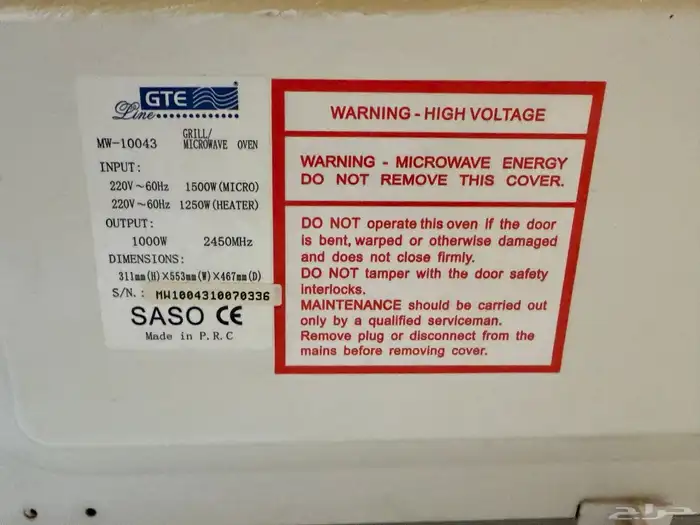 GTE
Line
MW-10043 GRILL/
MICROWAVE OVEN
INPUT:
220V~60Hz 1500W(MICRO)
220V~60Hz 1250W(HEATER)
OUTPUT:
1000W 2450MHz
DIMENSIONS:
311mm(H)×553mm(W)×467mm(D)
S/N.: MW1004310070336
SASO CE
Made in P.R.C
WARNING - HIGH VOLTAGE
WARNING - MICROWAVE ENERGY
DO NOT REMOVE THIS COVER.
DO NOT operate this oven if the door
is bent, warped or otherwise damaged
and does not close firmly.
DO NOT tamper with the door safety
interlocks.
MAINTENANCE should be carried out
only by a qualified serviceman.
Remove plug or disconnect from the
mains before removing cover.
حراج